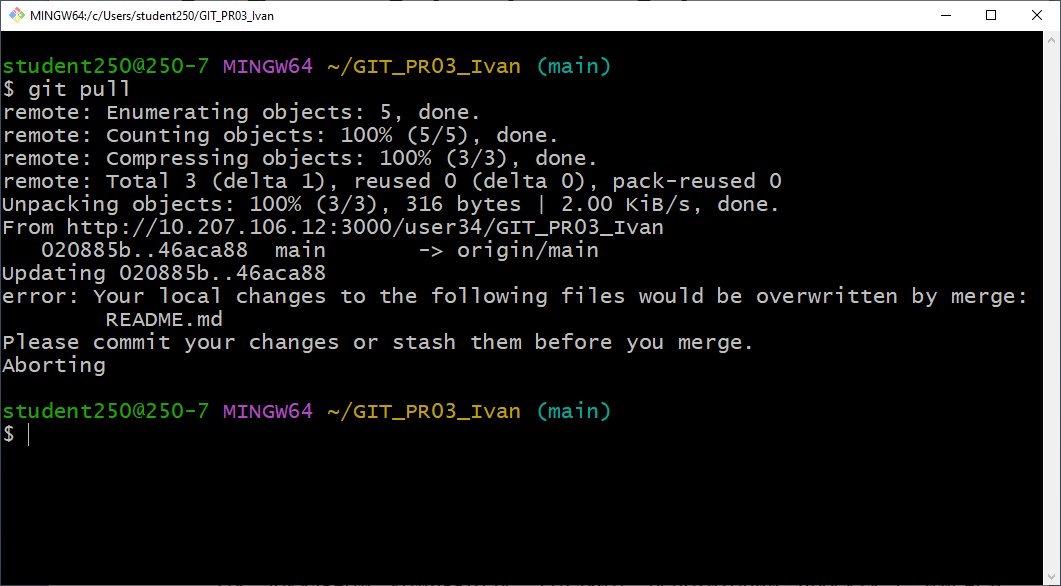 MINGW64:/c/Users/student250/GIT_PR03_Ivan
student250@250-7 MINGW64 ~/GIT_PR03_Ivan (main)
$ git pull
remote: Enumerating objects: 5, done.
remote: Counting objects: 100% (5/5), done.
remote: Compressing objects: 100% (3/3), done.
remote: Total 3 (delta 1), reused 0 (delta 0), pack-reused 0
Unpacking objects: 100% (3/3), 316 bytes | 2.00 KiB/s, done.
From http://10.207.106.12:3000/user34/GIT_PR03_Ivan
   020885b..46aca88  main       -> origin/main
Updating 020885b..46aca88
error: Your local changes to the following files would be overwritten by merge:
        README.md
Please commit your changes or stash them before you merge.
Aborting
student250@250-7 MINGW64 ~/GIT_PR03_Ivan (main)
$